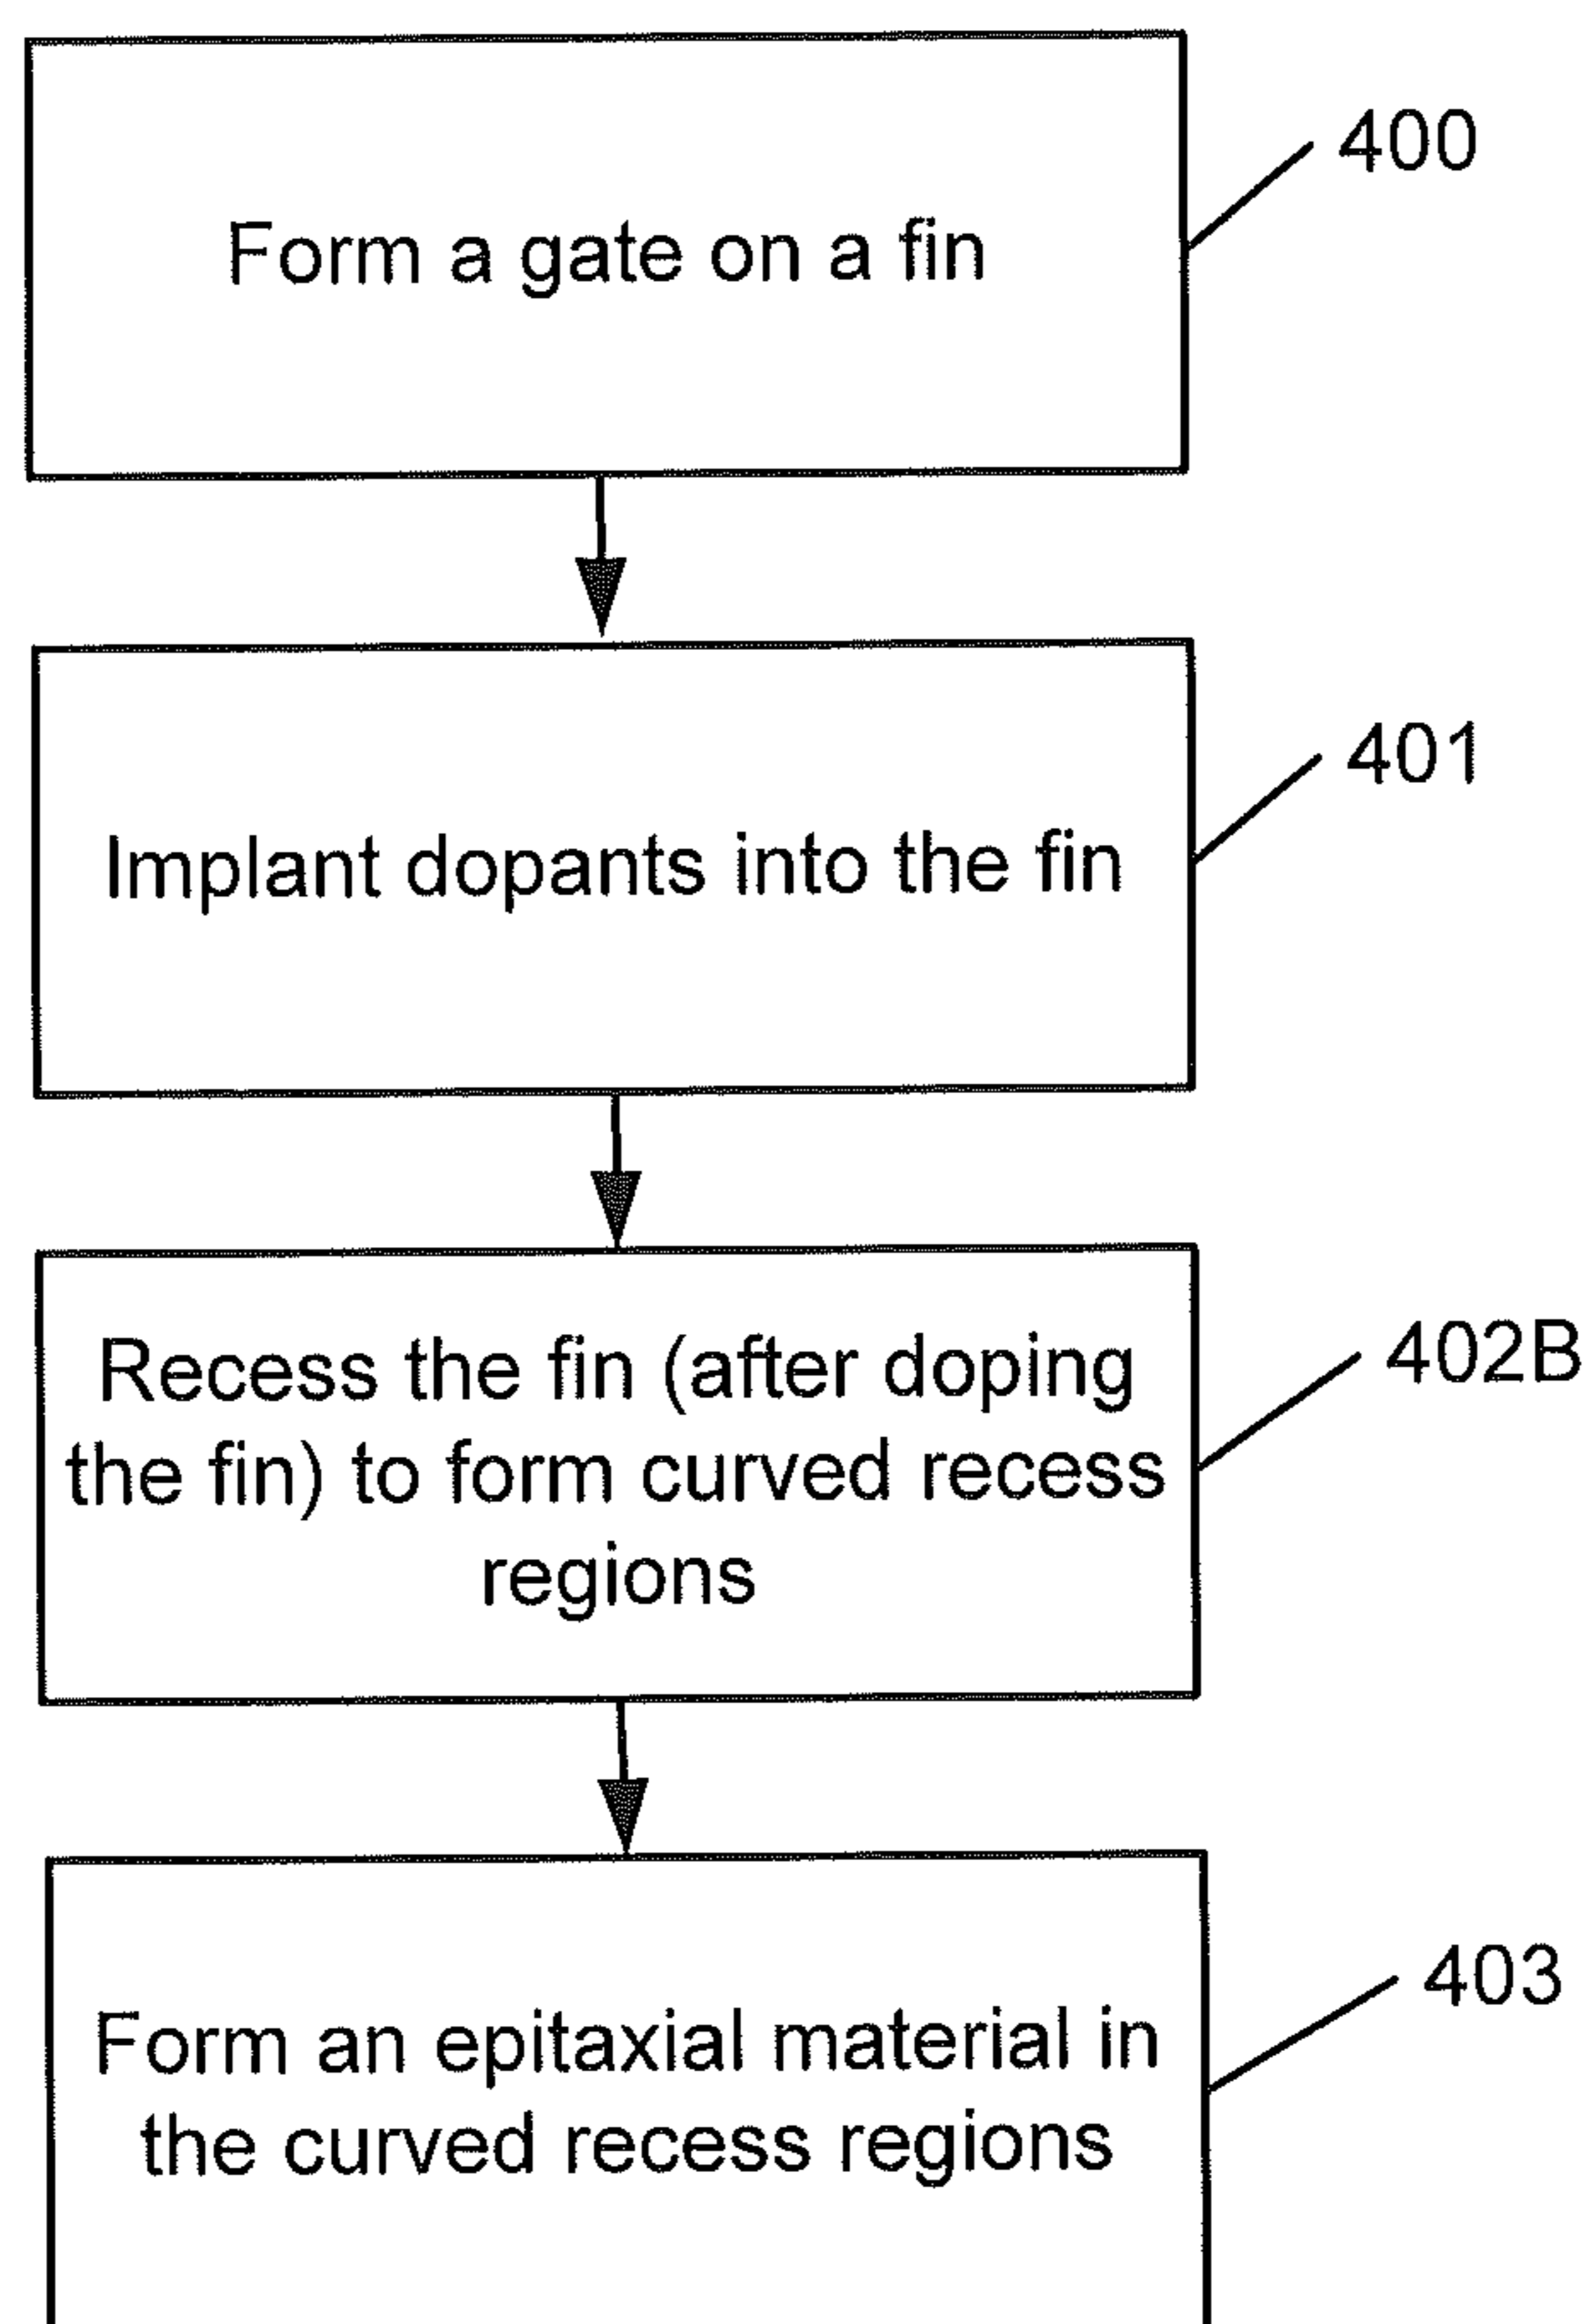 Form a gate on a fin
400
Implant dopants into the fin
401
Recess the fin (after doping
the fin) to form curved recess
regions
402B
Form an epitaxial material in
the curved recess regions
403